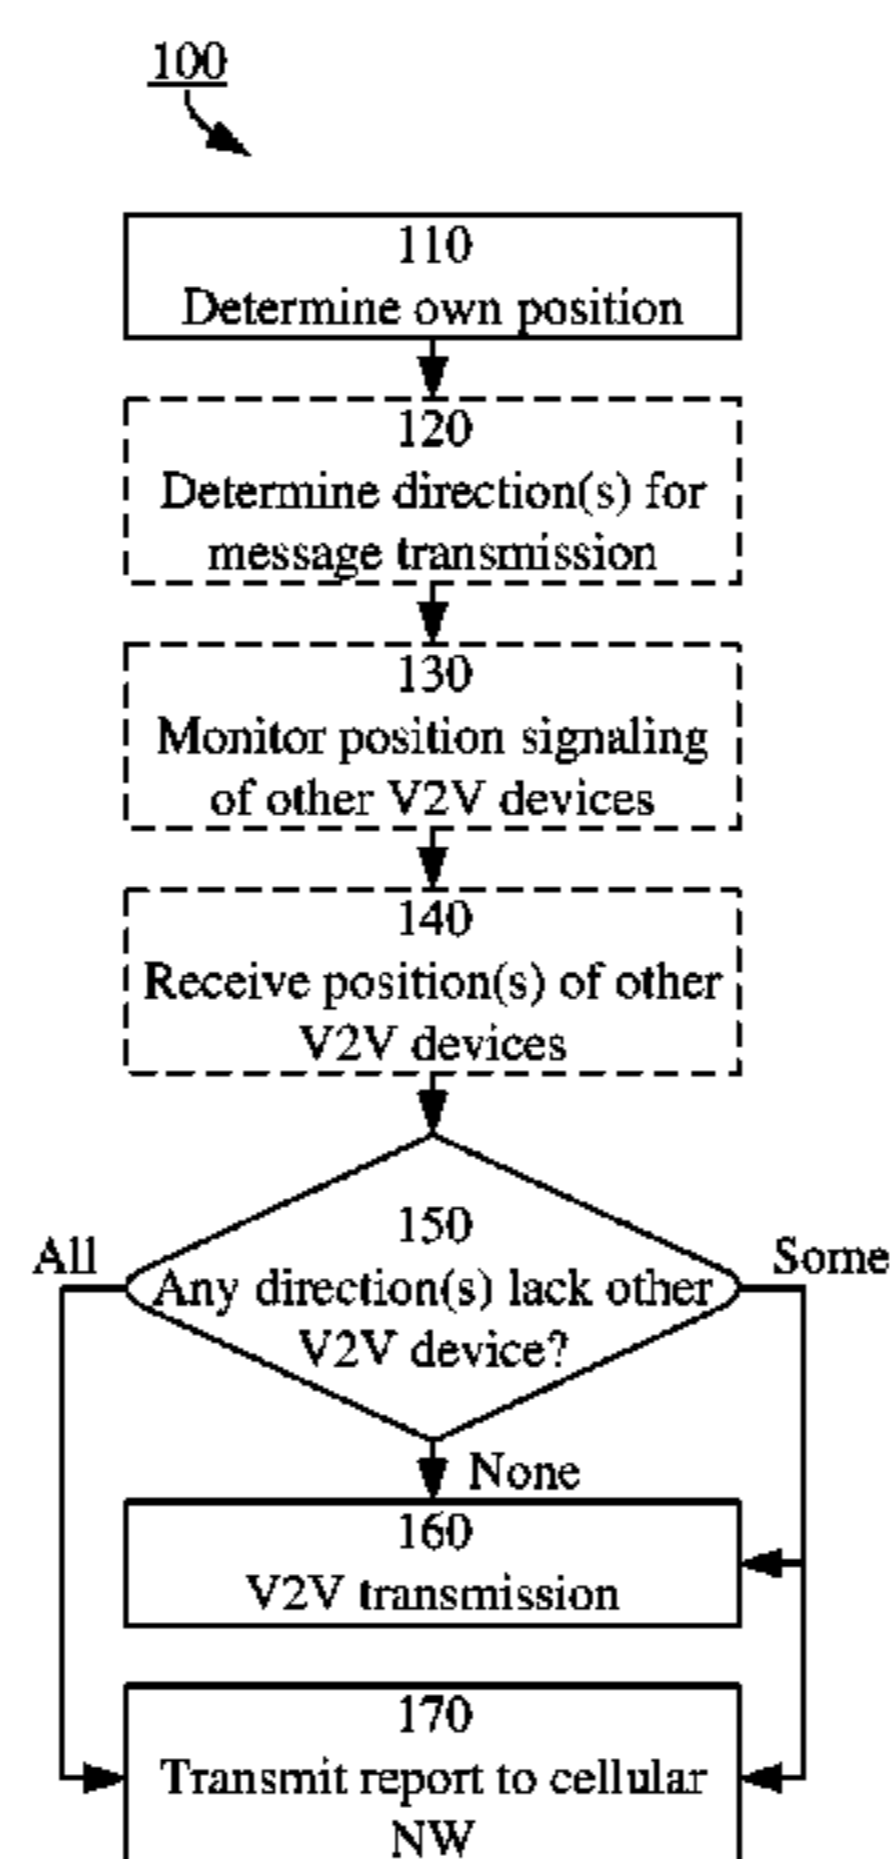 100
110
Determine own position
120
Determine direction(s) for
message transmission
130
Monitor position signaling
of other V2V devices
140
Receive position(s) of other
V2V devices
150
Any direction(s) lack other
V2V device?
All
Some
None
160
V2V transmission
170
Transmit report to cellular
NW